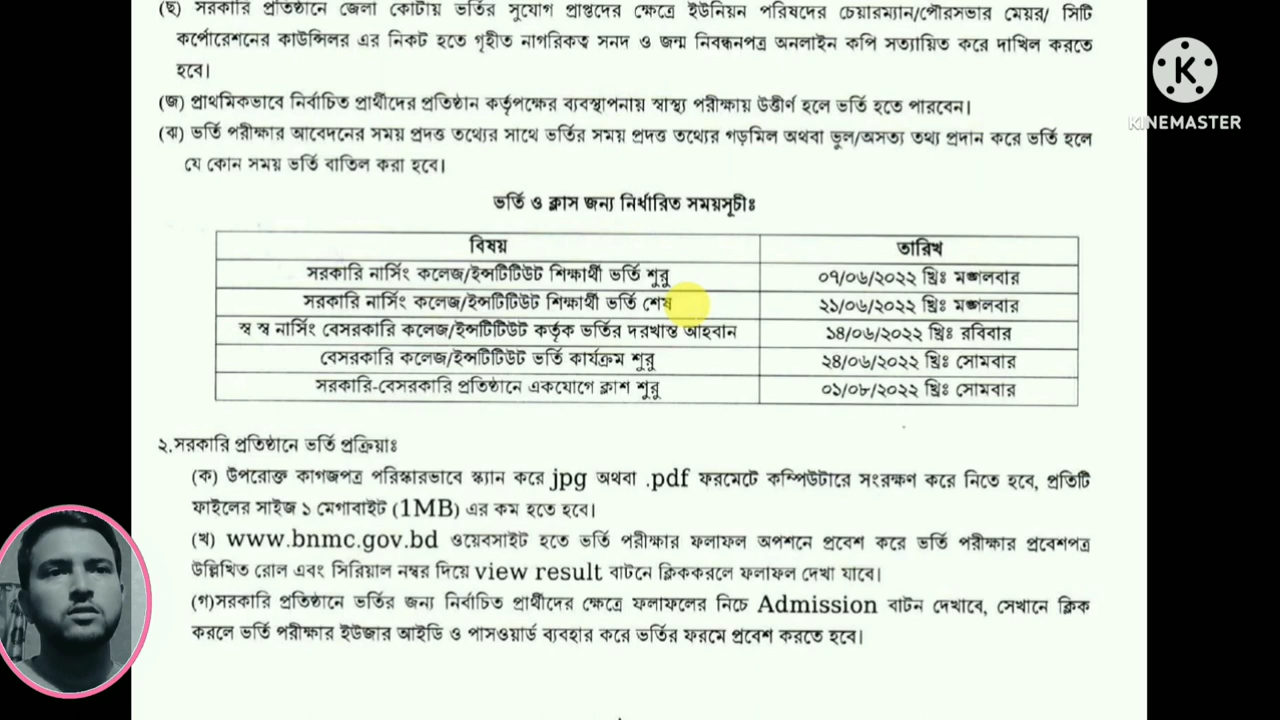 (ছ) সরকারি প্রতিষ্ঠানে জেলা কোটায় ভর্তির সুযোগ প্রাপ্তদের ক্ষেত্রে ইউনিয়ন পরিষদের চেয়ারম্যান/পৌরসভার মেয়র/ সিটি
কর্পোরেশনের কাউন্সিলর এর নিকট হতে গৃহীত নাগরিকত্ব সনদ ও জন্ম নিবন্ধনপত্র অনলাইন কপি সত্যায়িত করে দাখিল করতে
হবে।
(জ) প্রাথমিকভাবে নির্বাচিত প্রার্থীদের প্রতিষ্ঠান কর্তৃপক্ষের ব্যবস্থাপনায় স্বাস্থ্য পরীক্ষায় উত্তীর্ণ হলে ভর্তি হতে পারবেন।
(ঝ) ভর্তি পরীক্ষার আবেদনের সময় প্রদত্ত তথ্যের সাথে ভর্তির সময় প্রদত্ত তথ্যের গড়মিল অথবা ভুল/অসত্য তথ্য প্রদান করে ভর্তি হলে
যে কোন সময় ভর্তি বাতিল করা হবে।
KINEMASTER
ভর্তি ও ক্লাস জন্য নির্ধারিত সময়সূচীঃ
বিষয় তারিখ
সরকারি নার্সিং কলেজ/ইন্সটিটিউট শিক্ষার্থী ভর্তি শুরু ০৭/০৬/২০২২ খ্রিঃ মঙ্গলবার
সরকারি নার্সিং কলেজ/ইন্সটিটিউট শিক্ষার্থী ভর্তি শেষ ২১/০৬/২০২২ খ্রিঃ মঙ্গলবার
স্ব স্ব নার্সিং বেসরকারি কলেজ/ইন্সটিটিউট কর্তৃক ভর্তির দরখাস্ত আহবান ১৪/০৬/২০২২ খ্রিঃ রবিবার
বেসরকারি কলেজ/ইন্সটিটিউট ভর্তি কার্যক্রম শুরু ২৪/০৬/২০২২ খ্রিঃ সোমবার
সরকারি-বেসরকারি প্রতিষ্ঠানে একযোগে ক্লাশ শুরু ০১/০৮/২০২২ খ্রিঃ সোমবার
২.সরকারি প্রতিষ্ঠানে ভর্তি প্রক্রিয়াঃ
(ক) উপরোক্ত কাগজপত্র পরিস্কারভাবে স্ক্যান করে jpg অথবা .pdf ফরমেটে কম্পিউটারে সংরক্ষণ করে নিতে হবে, প্রতিটি
ফাইলের সাইজ ১ মেগাবাইট (1MB) এর কম হতে হবে।
(খ) www.bnmc.gov.bd ওয়েবসাইট হতে ভর্তি পরীক্ষার ফলাফল অপশনে প্রবেশ করে ভর্তি পরীক্ষার প্রবেশপত্র
উল্লিখিত রোল এবং সিরিয়াল নম্বর দিয়ে view result বাটনে ক্লিককরলে ফলাফল দেখা যাবে।
(গ)সরকারি প্রতিষ্ঠানে ভর্তির জন্য নির্বাচিত প্রার্থীদের ক্ষেত্রে ফলাফলের নিচে Admission বাটন দেখাবে, সেখানে ক্লিক
করলে ভর্তি পরীক্ষার ইউজার আইডি ও পাসওয়ার্ড ব্যবহার করে ভর্তির ফরমে প্রবেশ করতে হবে।